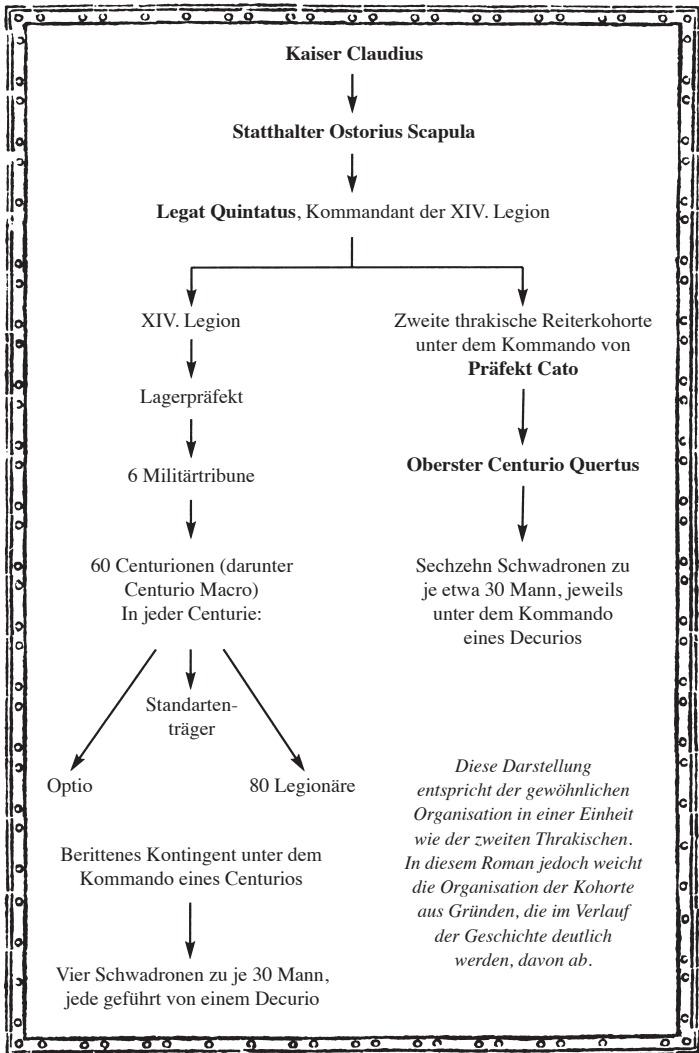 Kaiser Claudius
Statthalter Ostorius Scapula
Legat Quintatus, Kommandant der XIV. Legion
XIV. Legion
Lagerpräfekt
6 Militärtribune
60 Centurionen (darunter
Centurio Macro)
In jeder Centurie:
Standarten-
träger
Optio
80 Legionäre
Berittenes Kontingent unter dem
Kommando eines Centurios
Vier Schwadronen zu je 30 Mann,
jede geführt von einem Decurio
Zweite thrakische Reiterkohorte
unter dem Kommando von
Präfekt Cato
Oberster Centurio Quertus
Sechzehn Schwadronen zu
je etwa 30 Mann, jeweils
unter dem Kommando
eines Decurios
Diese Darstellung
entspricht der gewöhnlichen
Organisation in einer Einheit
wie der zweiten Thrakischen.
In diesem Roman jedoch weicht
die Organisation der Kohorte
aus Gründen, die im Verlauf
der Geschichte deutlich
werden, davon ab.